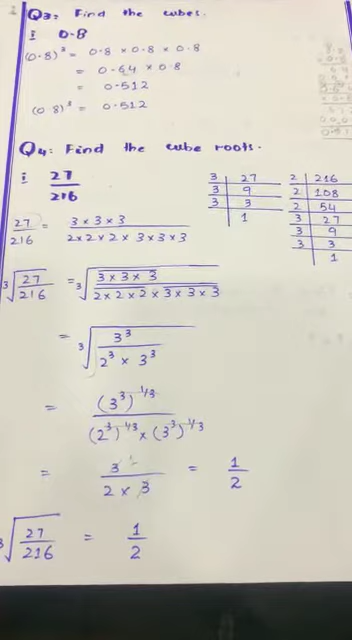 Q3: Find the cubes.
i 0.8
(0.8)³ = 0.8 × 0.8 × 0.8
= 0.64 × 0.8
= 0.512
(0.8)³ = 0.512
Q4: Find the cube roots.
i 27/216
3 | 27
3 | 9
3 | 3
1
2 | 216
2 | 108
2 | 54
3 | 27
3 | 9
3 | 3
1
27/216 = 3 × 3 × 3 / 2 × 2 × 2 × 3 × 3 × 3
³√27/216 = ³√3 × 3 × 3 / 2 × 2 × 2 × 3 × 3 × 3
= ³√3³ / 2³ × 3³
= (3³)^1/3 / (2³)^1/3 × (3³)^1/3
= 3 / 2 × 3 = 1/2
³√27/216 = 1/2